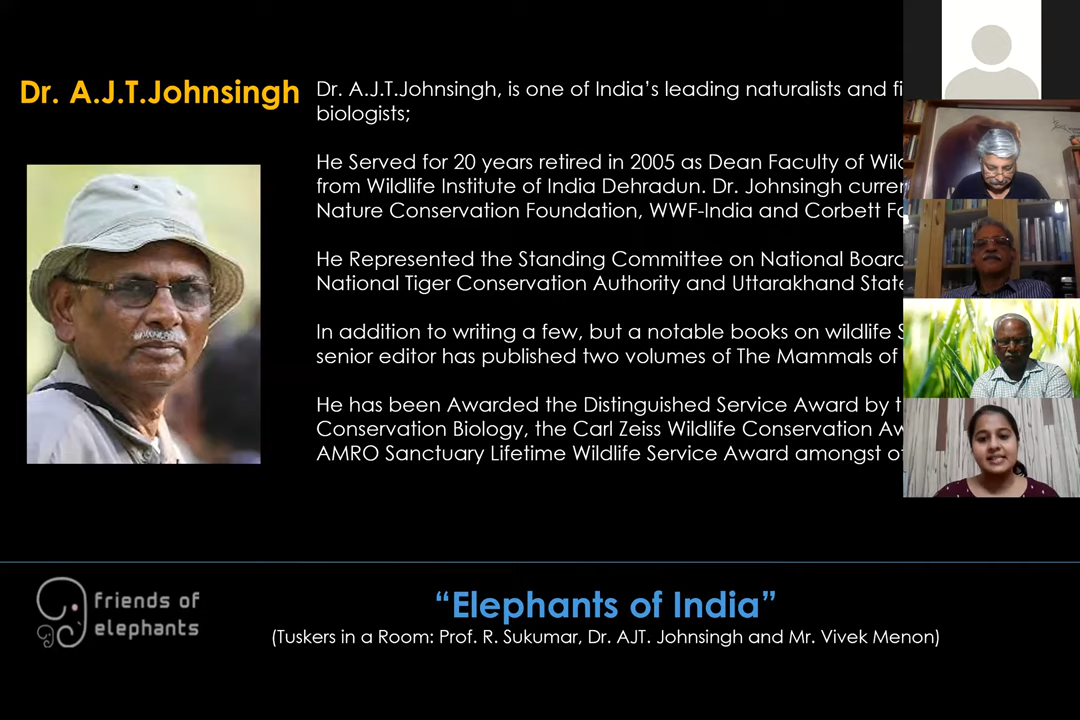 Dr. A.J.T.Johnsingh
Dr. A.J.T.Johnsingh, is one of India's leading naturalists and
biologists;
He Served for 20 years retired in 2005 as Dean Faculty of
from Wildlife Institute of India Dehradun. Dr. Johnsingh
Nature Conservation Foundation, WWF-India and Corbett
He Represented the Standing Committee on National Board
National Tiger Conservation Authority and Uttarakhand State
In addition to writing a few, but a notable books on wildlife
senior editor has published two volumes of The Mammals of
He has been Awarded the Distinguished Service Award by
Conservation Biology, the Carl Zeiss Wildlife Conservation
AMRO Sanctuary Lifetime Wildlife Service Award amongst
friends of
elephants
“Elephants of India”
(Tuskers in a Room: Prof. R. Sukumar, Dr. AJT. Johnsingh and Mr. Vivek Menon)